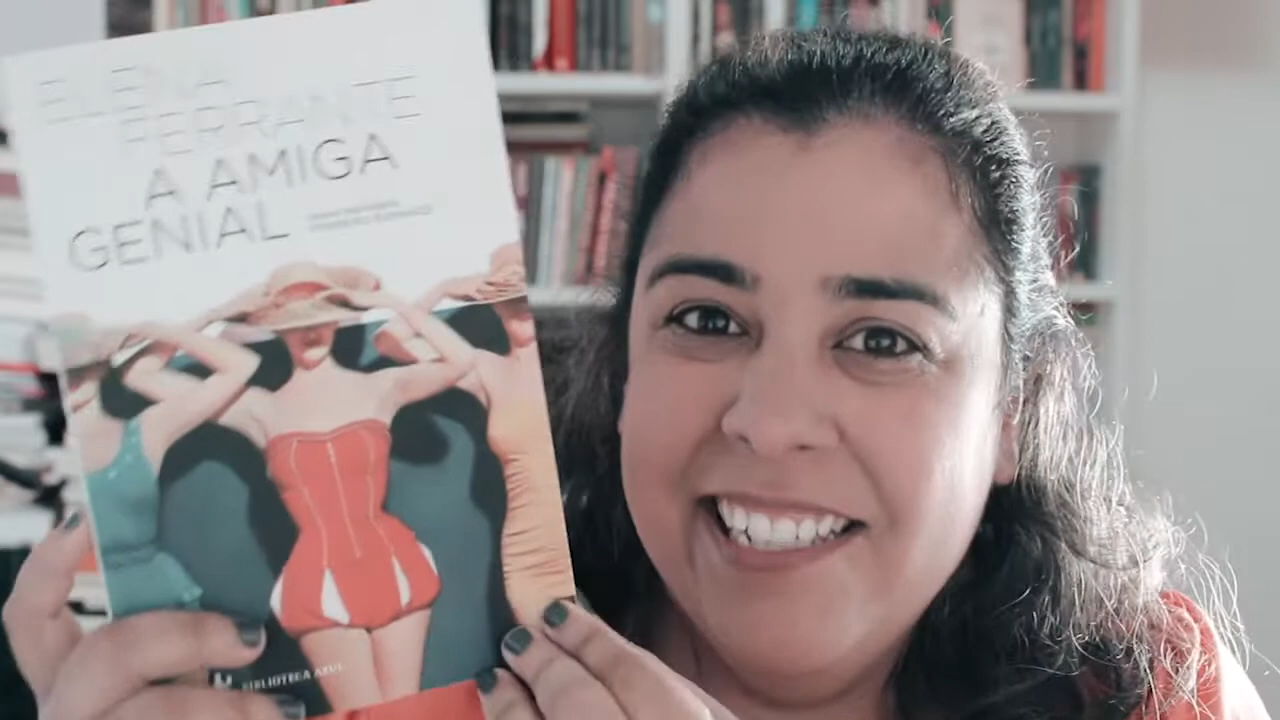 ELENA
FERRANTE
A AMIGA
GENIAL
BIBLIOTECA AZUL